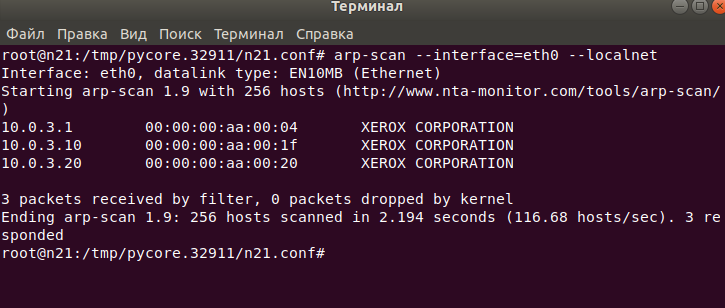 Терминал
Файл Правка Вид Поиск Терминал Справка
root@n21:/tmp/pycore.32911/n21.conf# arp-scan --interface=eth0 --localnet
Interface: eth0, datalink type: EN10MB (Ethernet)
Starting arp-scan 1.9 with 256 hosts (http://www.nta-monitor.com/tools/arp-scan/
)
10.0.3.1 00:00:00:aa:00:04 XEROX CORPORATION
10.0.3.10 00:00:00:aa:00:1f XEROX CORPORATION
10.0.3.20 00:00:00:aa:00:20 XEROX CORPORATION
3 packets received by filter, 0 packets dropped by kernel
Ending arp-scan 1.9: 256 hosts scanned in 2.194 seconds (116.68 hosts/sec). 3 re
sponded
root@n21:/tmp/pycore.32911/n21.conf#